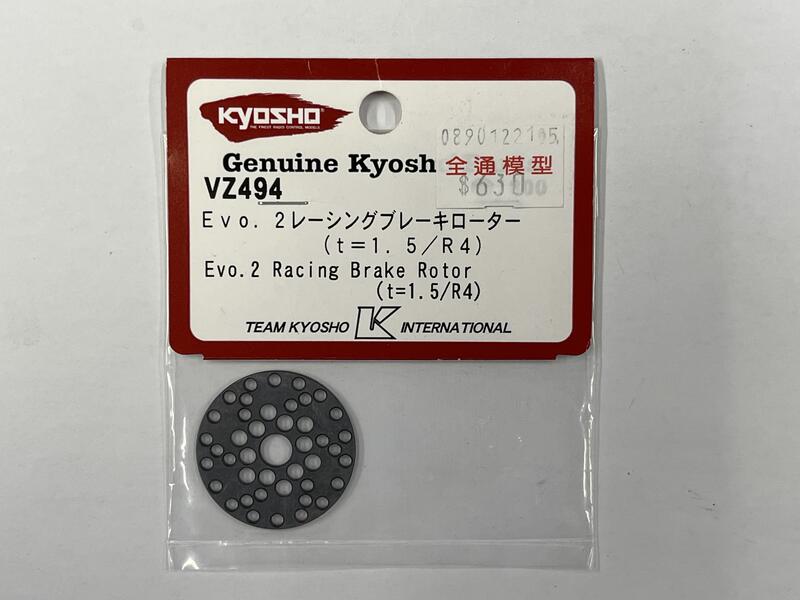 KYOSHO
THE FINEST RADIO CONTROL MODELS
0890122105
Genuine Kyosh
全通模型
VZ494
$630
Evo. 2レーシングブレーキローター
(t=1. 5/R4)
Evo.2 Racing Brake Rotor
(t=1.5/R4)
TEAM KYOSHO K INTERNATIONAL